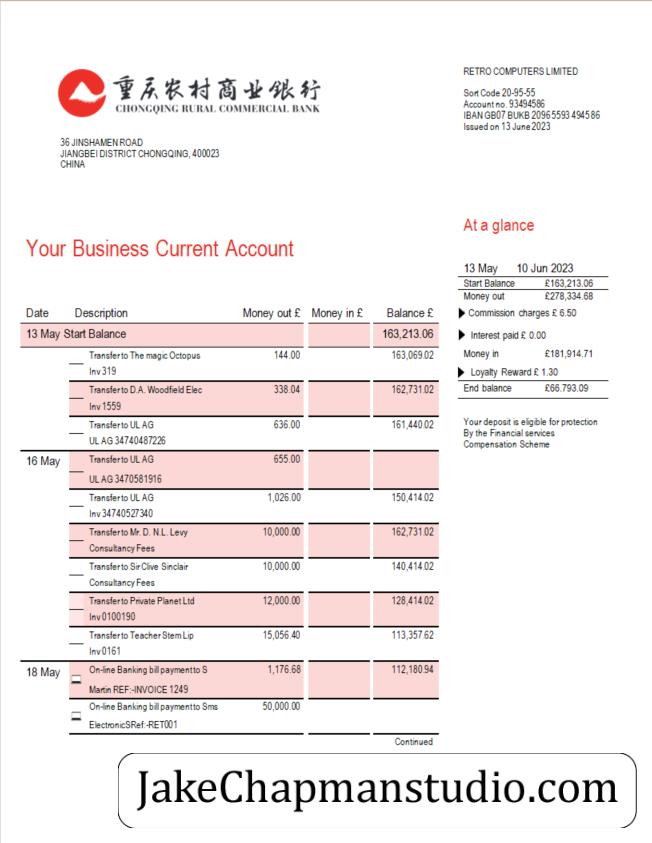 重庆农村商业银行
CHONGQING RURAL COMMERCIAL BANK
36 JINSHAMEN ROAD
JIANGBEI DISTRICT CHONGQING, 400023
CHINA
RETRO COMPUTERS LIMITED
Sort Code 20-95-55
Account no. 93494586
IBAN GB07 BUKB 20965593 494586
Issued on 13 June 2023
Your Business Current Account
At a glance
13 May 10 Jun 2023
Start Balance £163,213.06
Money out £278,334.68
Commission charges £ 6.50
Interest paid £ 0.00
Money in £181,914.71
Loyalty Reward £ 1.30
End balance £66.793.09
Your deposit is eligible for protection
By the Financial services
Compensation Scheme
Date Description Money out £ Money in £ Balance £
13 May Start Balance 163,213.06
Transfer to The magic Octopus 144.00 163,069.02
Inv 319
Transfer to D.A. Woodfield Elec 338.04 162,731.02
Inv 1559
Transfer to UL AG 636.00 161,440.02
UL AG 34740487226
16 May Transfer to UL AG 655.00
UL AG 3470581916
Transfer to UL AG 1,026.00 150,414.02
Inv 34740527340
Transfer to Mr. D. N.L. Levy 10,000.00 162,731.02
Consultancy Fees
Transfer to Sir Clive Sinclair 10,000.00 140,414.02
Consultancy Fees
Transfer to Private Planet Ltd 12,000.00 128,414.02
Inv 0100190
Transfer to Teacher Stem Lip 15,056.40 113,357.62
Inv 0161
18 May On-line Banking bill payment to S 1,176.68 112,180.94
Martin REF:-INVOICE 1249
On-line Banking bill payment to Sms 50,000.00
ElectronicSRef:-RET001
Continued
JakeChapmanstudio.com